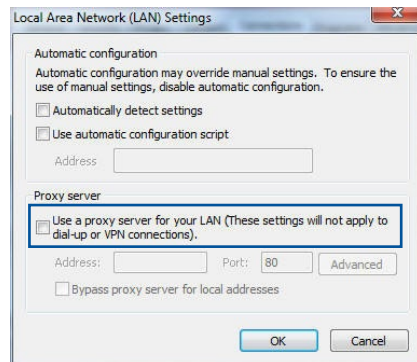 Local Area Network (LAN) Settings
Automatic configuration
Automatic configuration may override manual settings. To ensure the
use of manual settings, disable automatic configuration.
Automatically detect settings
Use automatic configuration script
Address
Proxy server
Use a proxy server for your LAN (These settings will not apply to
dial-up or VPN connections).
Address: Port: 80 Advanced
Bypass proxy server for local addresses
OK Cancel